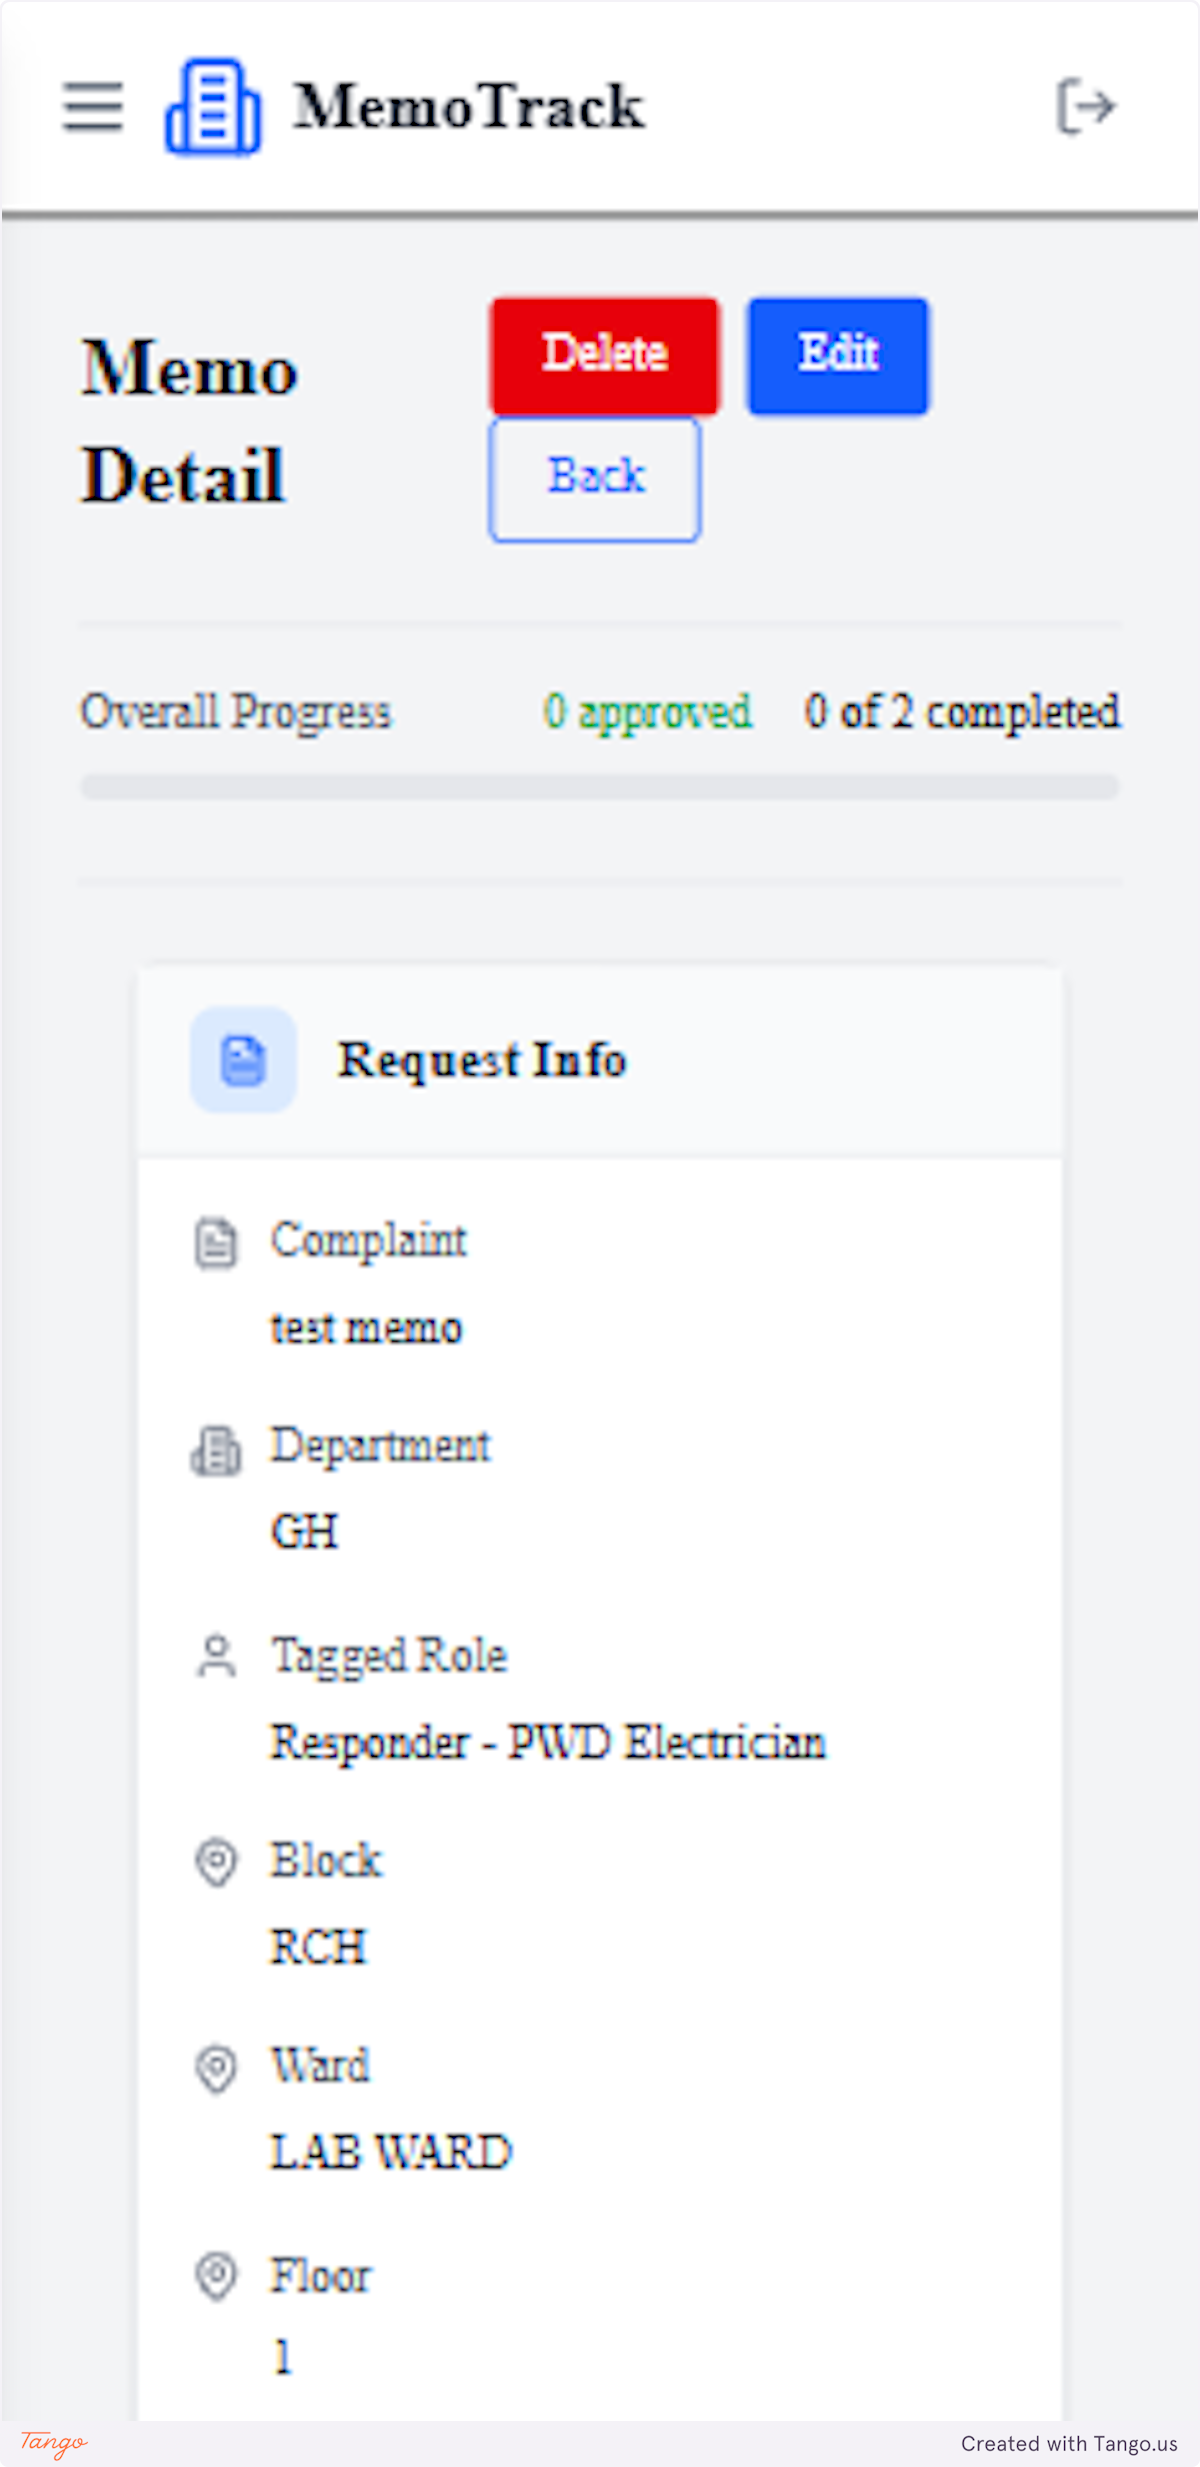 MemoTrack
Memo
Detail
Delete
Edit
Back
Overall Progress
0 approved
0 of 2 completed
Request Info
Complaint
test memo
Department
GH
Tagged Role
Responder - PWD Electrician
Block
RCH
Ward
LAB WARD
Floor
1
Tango
Created with Tango.us